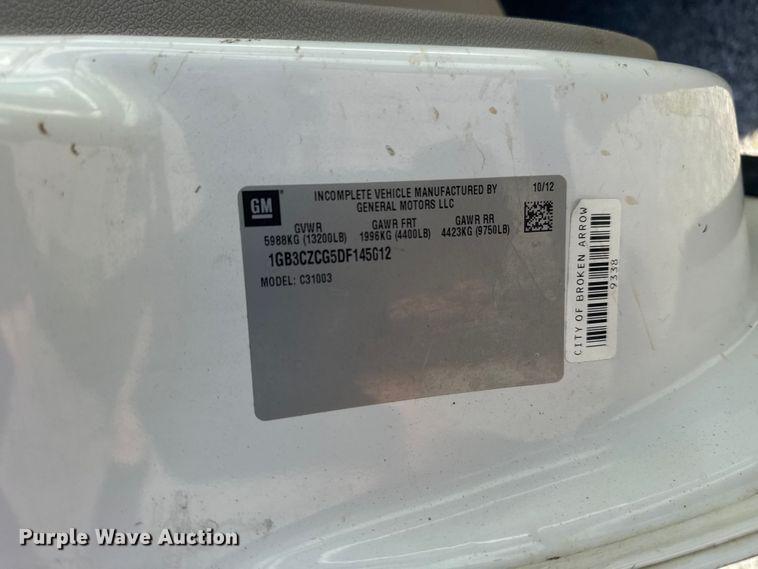 GM
INCOMPLETE VEHICLE MANUFACTURED BY
GENERAL MOTORS LLC
10/12
GVWR GAWR FRT GAWR RR
5988KG (13200LB) 1996KG (4400LB) 4423KG (9750LB)
1GB3CZCG5DF145612
MODEL: C31003
CITY OF BROKEN ARROW
9338
Purple Wave Auction